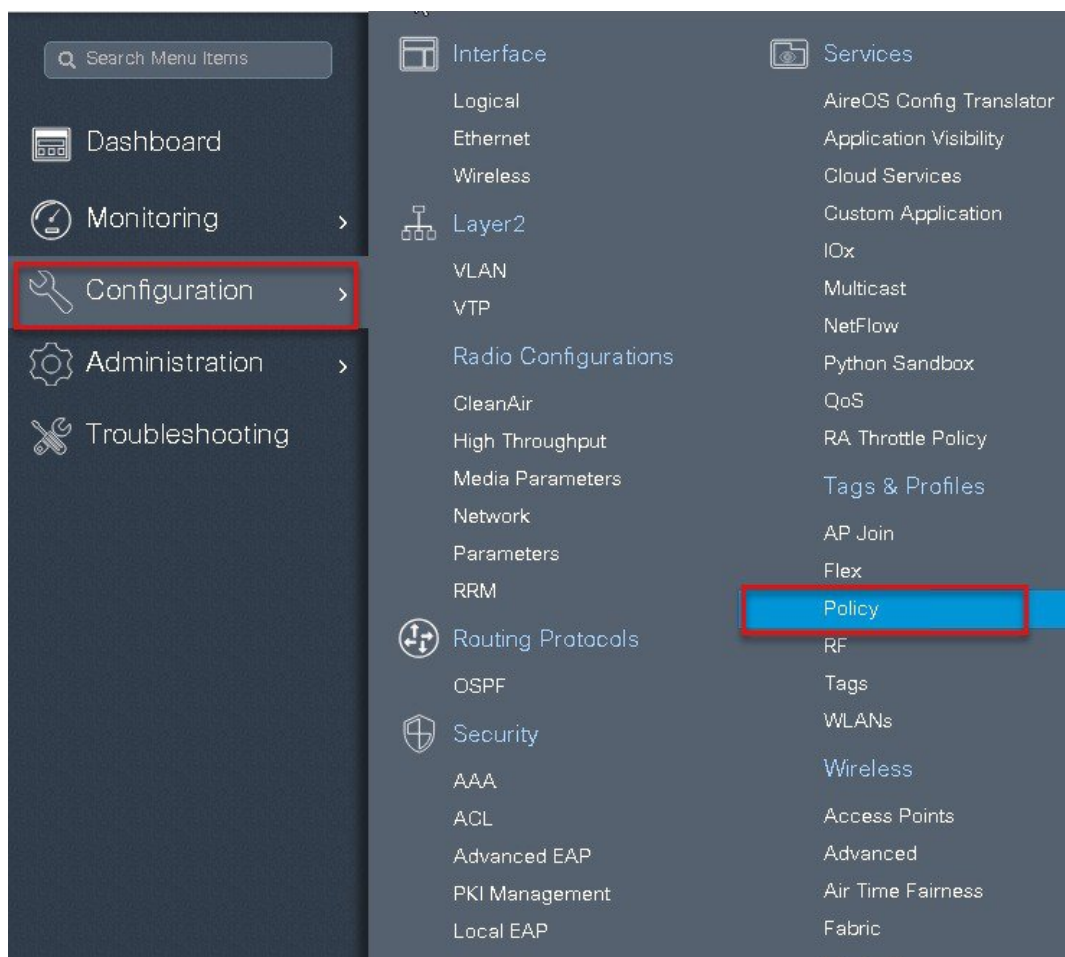 Search Menu Items
Dashboard
Monitoring
Configuration
Administration
Troubleshooting
Interface
Logical
Ethernet
Wireless
Layer2
VLAN
VTP
Radio Configurations
CleanAir
High Throughput
Media Parameters
Network
Parameters
RRM
Routing Protocols
OSPF
Security
AAA
ACL
Advanced EAP
PKI Management
Local EAP
Services
AireOS Config Translator
Application Visibility
Cloud Services
Custom Application
IOx
Multicast
NetFlow
Python Sandbox
QoS
RA Throttle Policy
Tags & Profiles
AP Join
Flex
Policy
RF
Tags
WLANs
Wireless
Access Points
Advanced
Air Time Fairness
Fabric